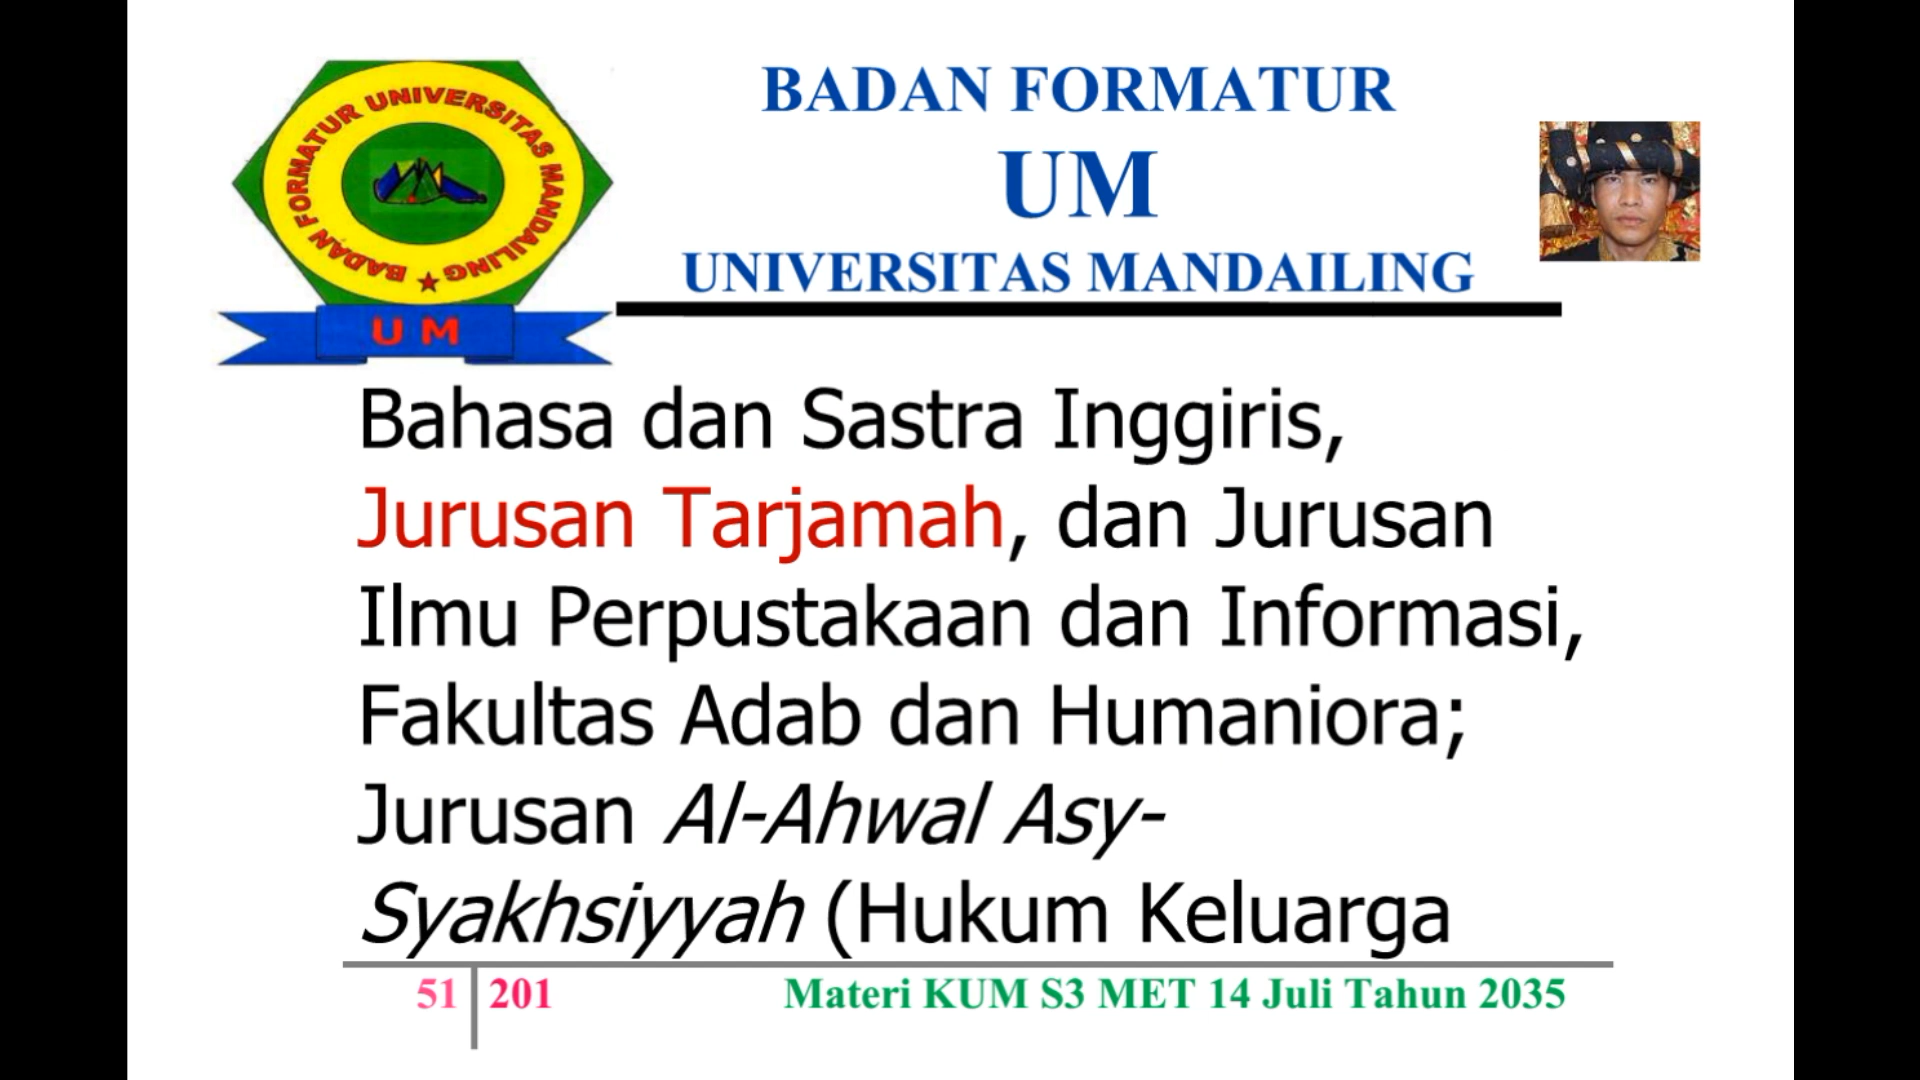 BADAN FORMATUR UNIVERSITAS MANDAILING
U M
BADAN FORMATUR
UM
UNIVERSITAS MANDAILING
Bahasa dan Sastra Inggiris,
Jurusan Tarjamah, dan Jurusan
Ilmu Perpustakaan dan Informasi,
Fakultas Adab dan Humaniora;
Jurusan Al-Ahwal Asy-
Syakhsiyyah (Hukum Keluarga
51 201 Materi KUM S3 MET 14 Juli Tahun 2035